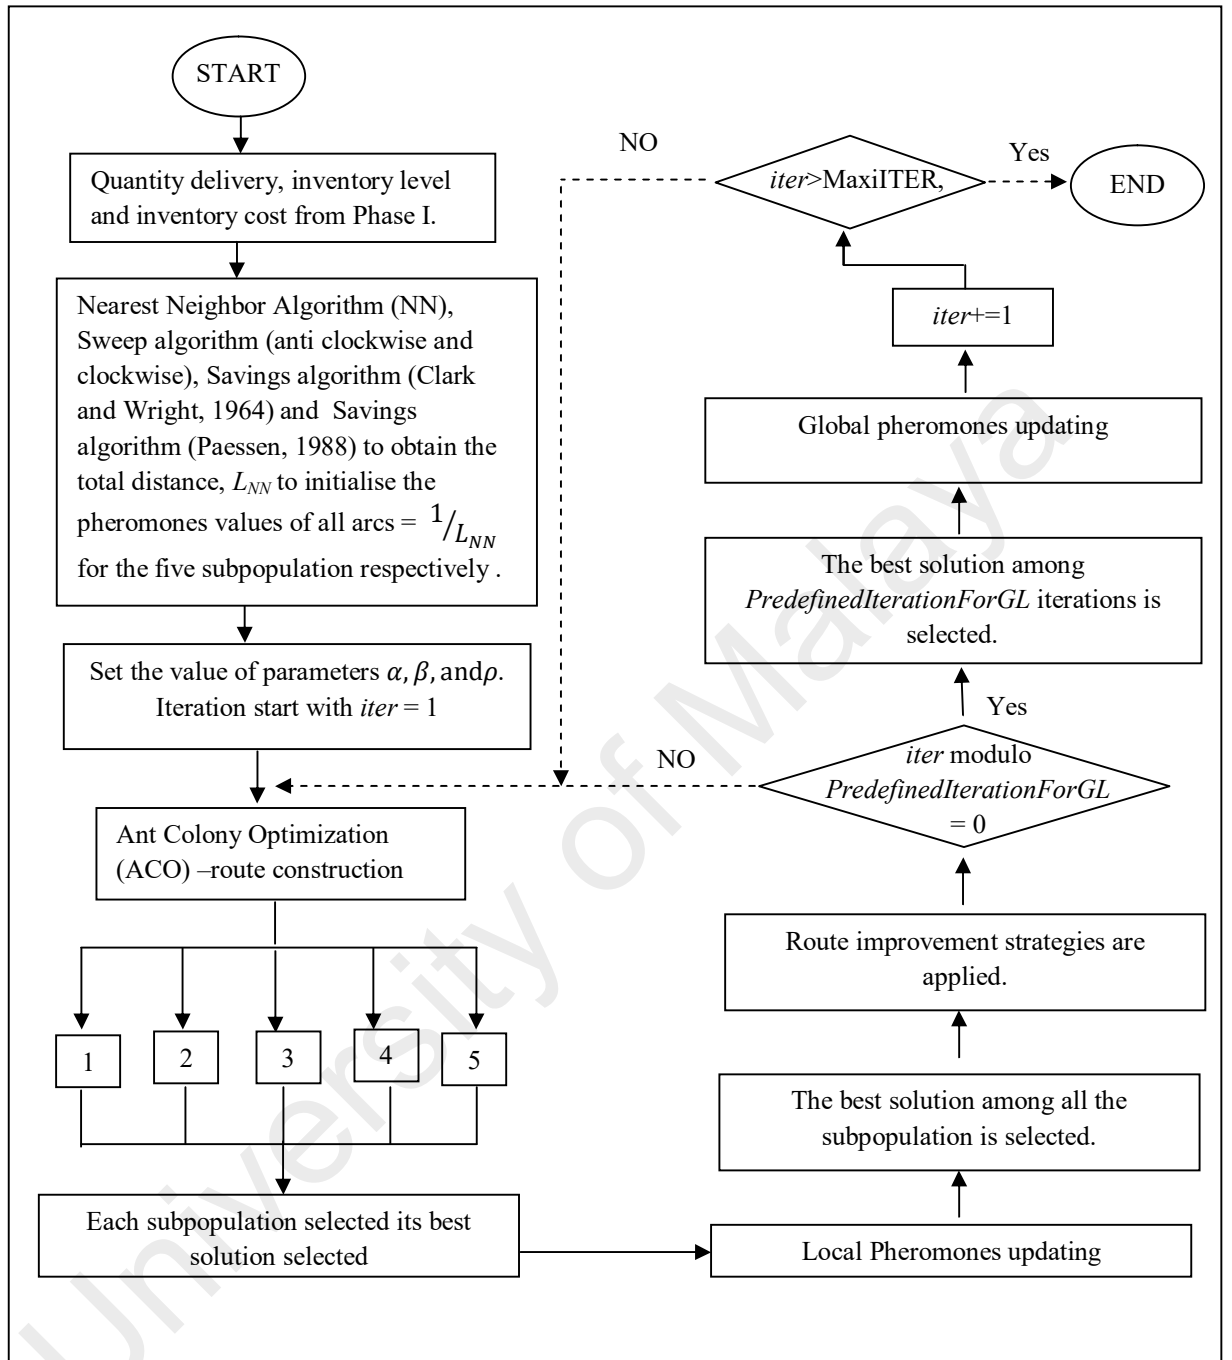 START
Quantity delivery, inventory level
and inventory cost from Phase I.
Nearest Neighbor Algorithm (NN),
Sweep algorithm (anti clockwise and
clockwise), Savings algorithm (Clark
and Wright, 1964) and Savings
algorithm (Paessen, 1988) to obtain the
total distance, L_NN to initialise the
pheromones values of all arcs = 1/L_NN
for the five subpopulation respectively .
Set the value of parameters α, β, andρ.
Iteration start with iter = 1
Ant Colony Optimization
(ACO) –route construction
1
2
3
4
5
Each subpopulation selected its best
solution selected
Local Pheromones updating
The best solution among all the
subpopulation is selected.
Route improvement strategies are
applied.
iter modulo
PredefinedIterationForGL
= 0
NO
Yes
The best solution among
PredefinedIterationForGL iterations is
selected.
Global pheromones updating
iter+=1
iter>MaxiITER,
NO
Yes
END
University of Malaya